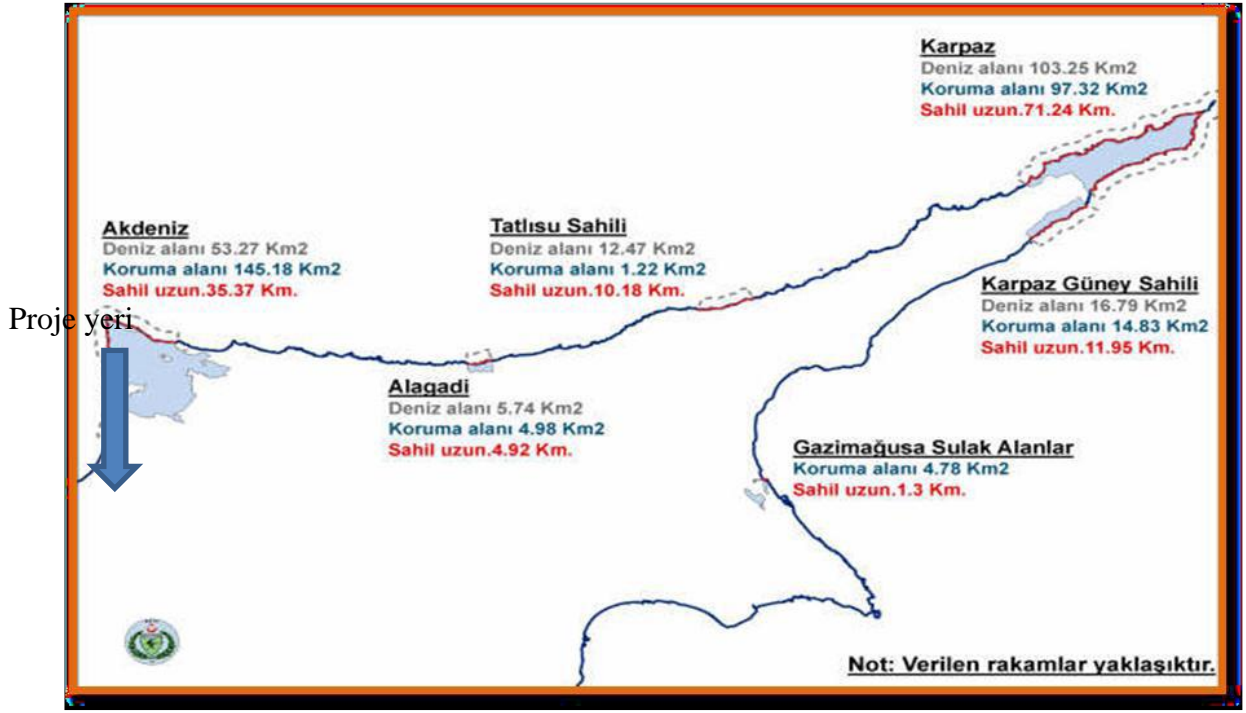 Karpaz
Deniz alanı 103.25 Km2
Koruma alanı 97.32 Km2
Sahil uzun.71.24 Km.
Akdeniz
Deniz alanı 53.27 Km2
Koruma alanı 145.18 Km2
Sahil uzun.35.37 Km.
Tatlısu Sahili
Deniz alanı 12.47 Km2
Koruma alanı 1.22 Km2
Sahil uzun.10.18 Km.
Karpaz Güney Sahili
Deniz alanı 16.79 Km2
Koruma alanı 14.83 Km2
Sahil uzun.11.95 Km.
Proje yeri
Alagadi
Deniz alanı 5.74 Km2
Koruma alanı 4.98 Km2
Sahil uzun.4.92 Km.
Gazimağusa Sulak Alanlar
Koruma alanı 4.78 Km2
Sahil uzun.1.3 Km.
Not: Verilen rakamlar yaklaşıktır.